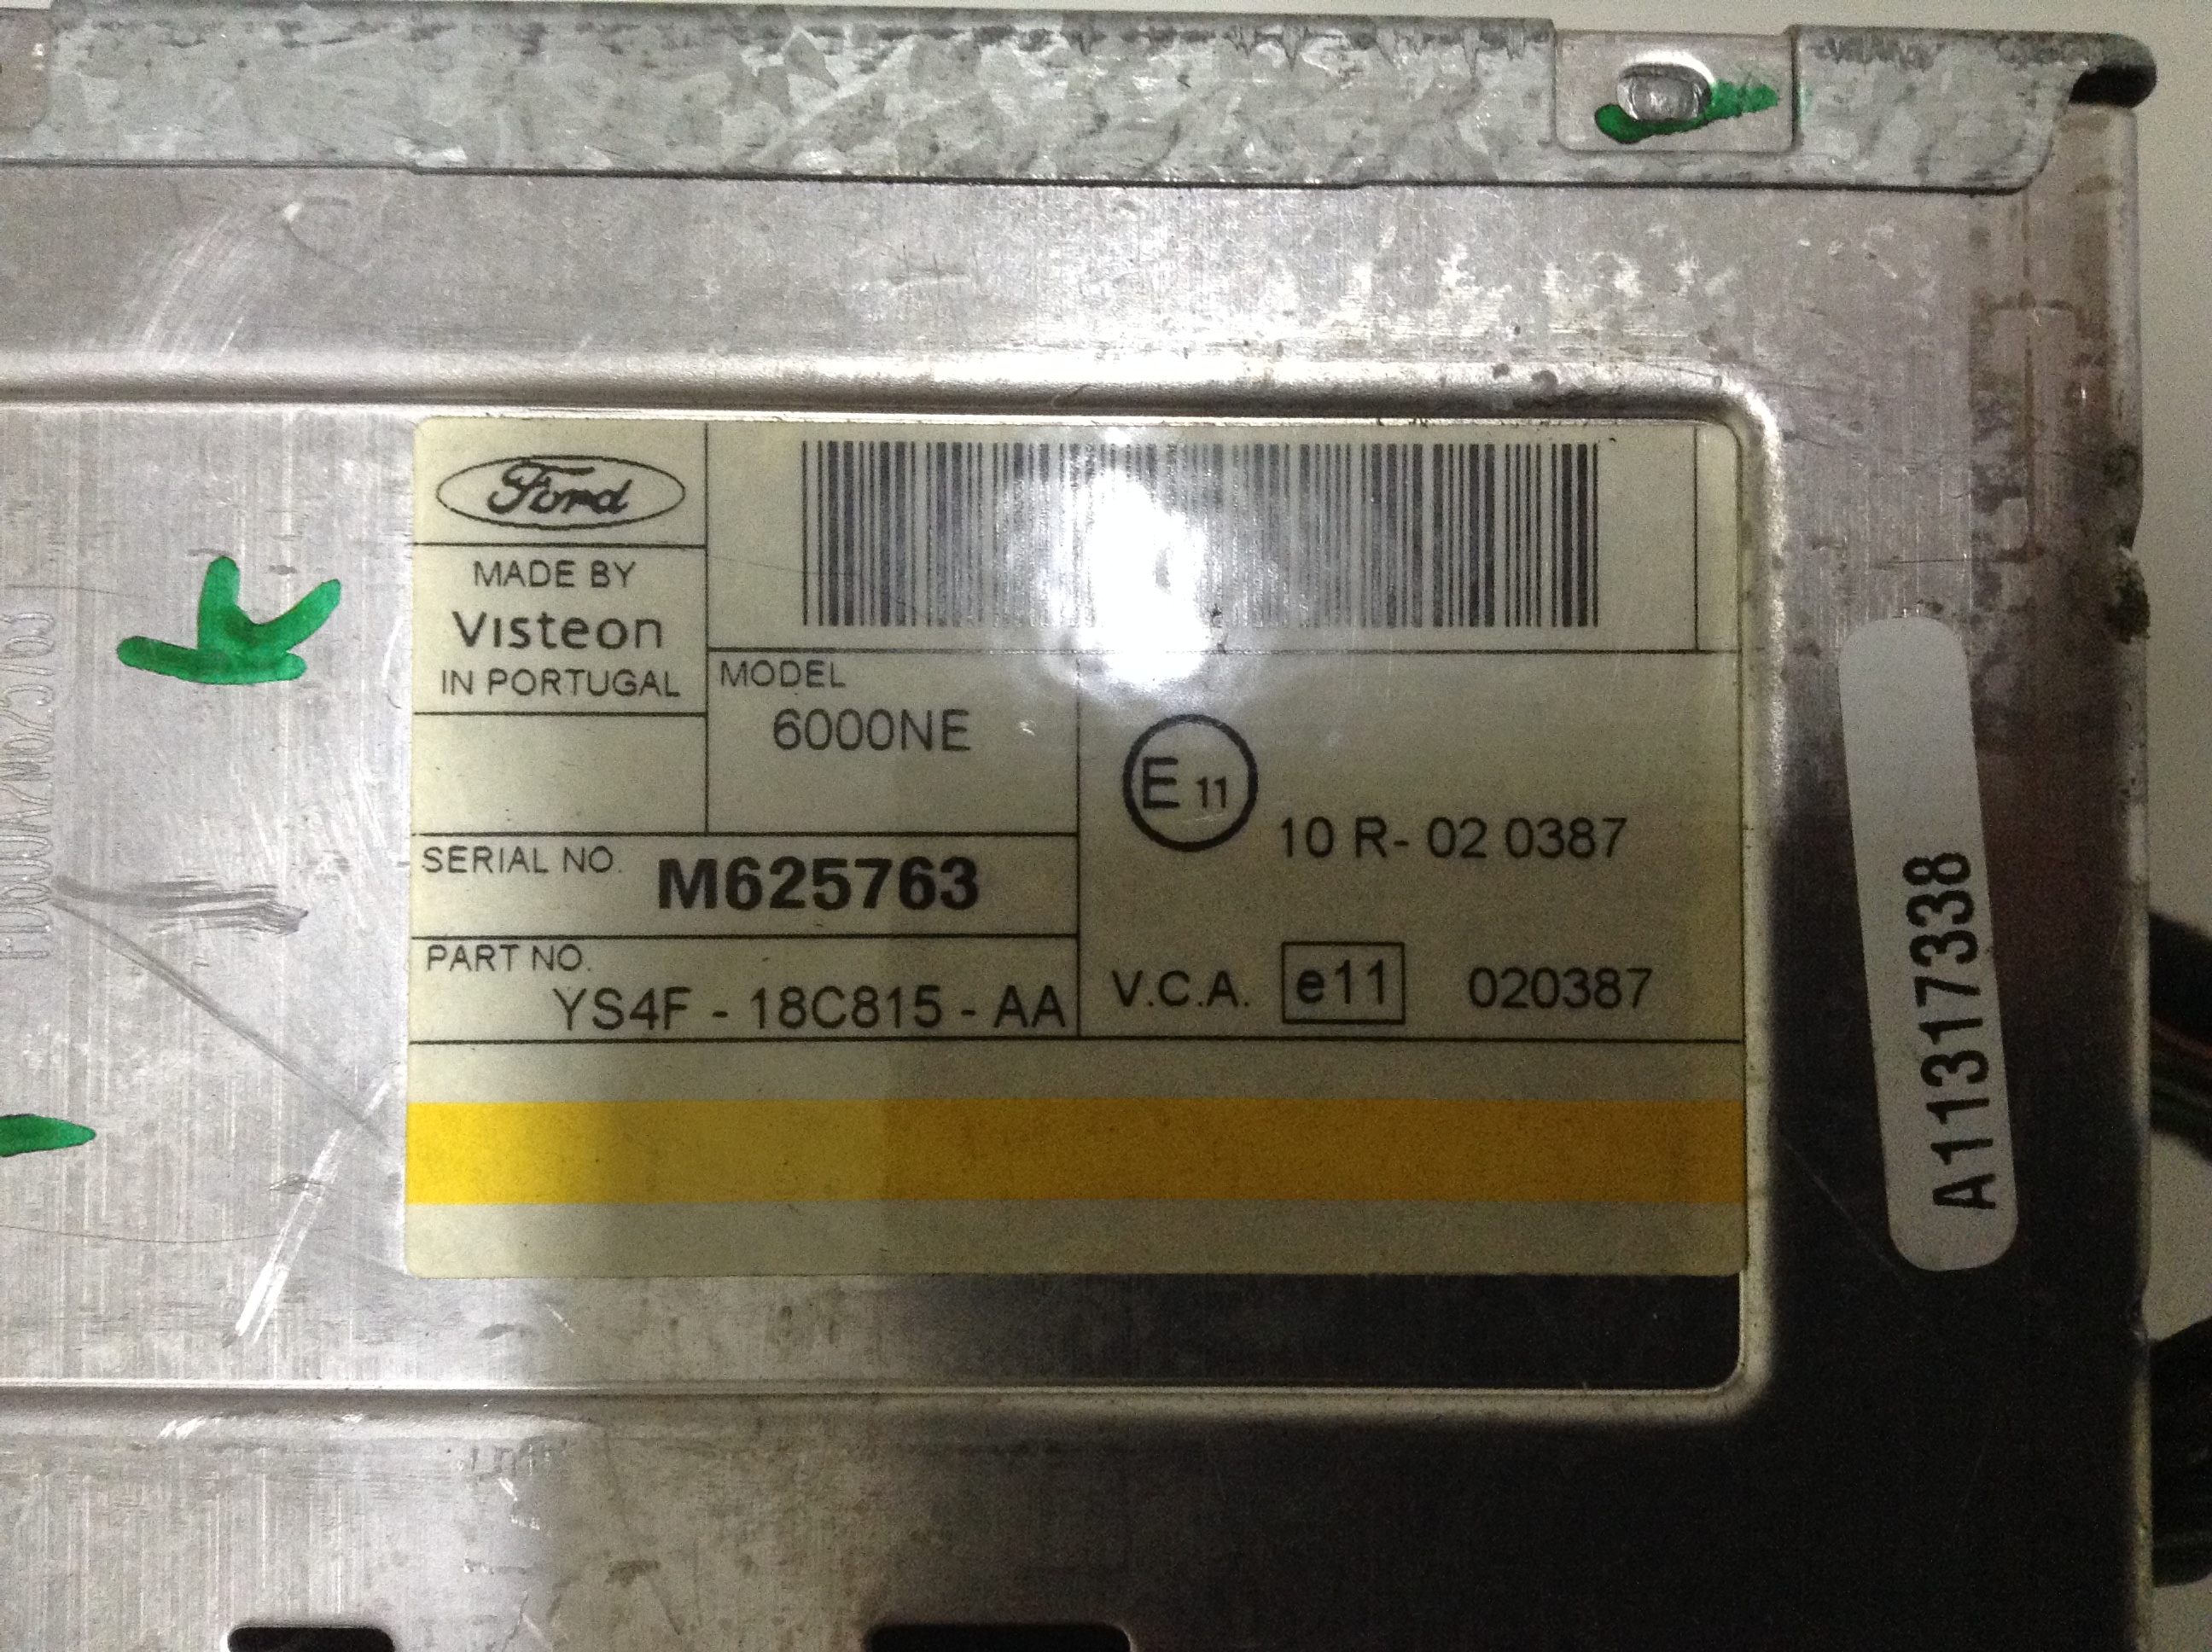 Ford
MADE BY
Visteon
IN PORTUGAL
MODEL
6000NE
E 11
10 R- 02 0387
SERIAL NO. M625763
PART NO.
YS4F - 18C815 - AA
V.C.A. e11 020387
A11317338
K